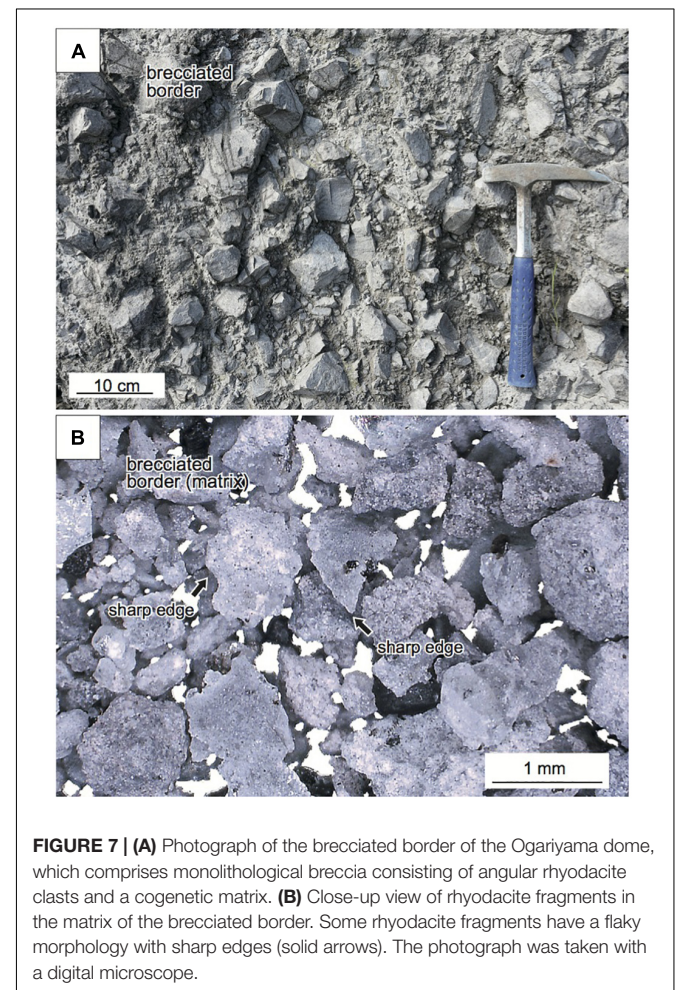 A
brecciated
border
10 cm
B
brecciated
border (matrix)
sharp edge
sharp edge
1 mm
FIGURE 7 | (A) Photograph of the brecciated border of the Ogariyama dome,
which comprises monolithological breccia consisting of angular rhyodacite
clasts and a cogenetic matrix. (B) Close-up view of rhyodacite fragments in
the matrix of the brecciated border. Some rhyodacite fragments have a flaky
morphology with sharp edges (solid arrows). The photograph was taken with
a digital microscope.